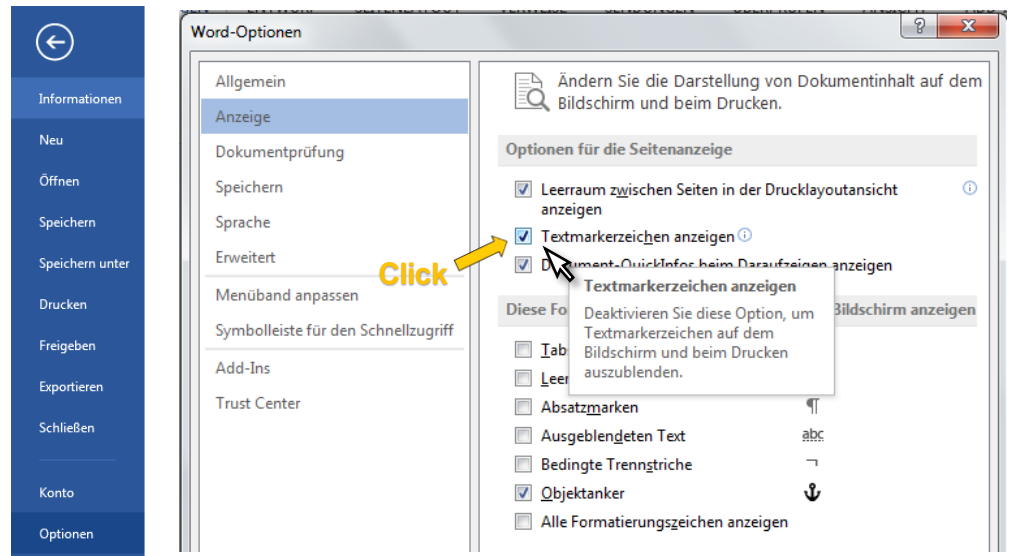 Informationen
Neu
Öffnen
Speichern
Speichern unter
Drucken
Freigeben
Exportieren
Schließen
Konto
Optionen
Word-Optionen
?
X
Allgemein
Anzeige
Dokumentprüfung
Speichern
Sprache
Erweitert
Menüband anpassen
Symbolleiste für den Schnellzugriff
Add-Ins
Trust Center
Click
Ändern Sie die Darstellung von Dokumentinhalt auf dem
Bildschirm und beim Drucken.
Optionen für die Seitenanzeige
Leerraum zwischen Seiten in der Drucklayoutansicht
anzeigen
Textmarkerzeichen anzeigen
beim Daraufzeigen anzeigen
Textmarkerzeichen anzeigen
Deaktivieren Sie diese Option, um
Textmarkerzeichen auf dem
Bildschirm und beim Drucken
auszublenden.
Diese Fo Bildschirm anzeigen
Tab
Leer
Absatzmarken ¶
Ausgeblendeten Text abc
Bedingte Trennstriche ¬
Objektanker
Alle Formatierungszeichen anzeigen